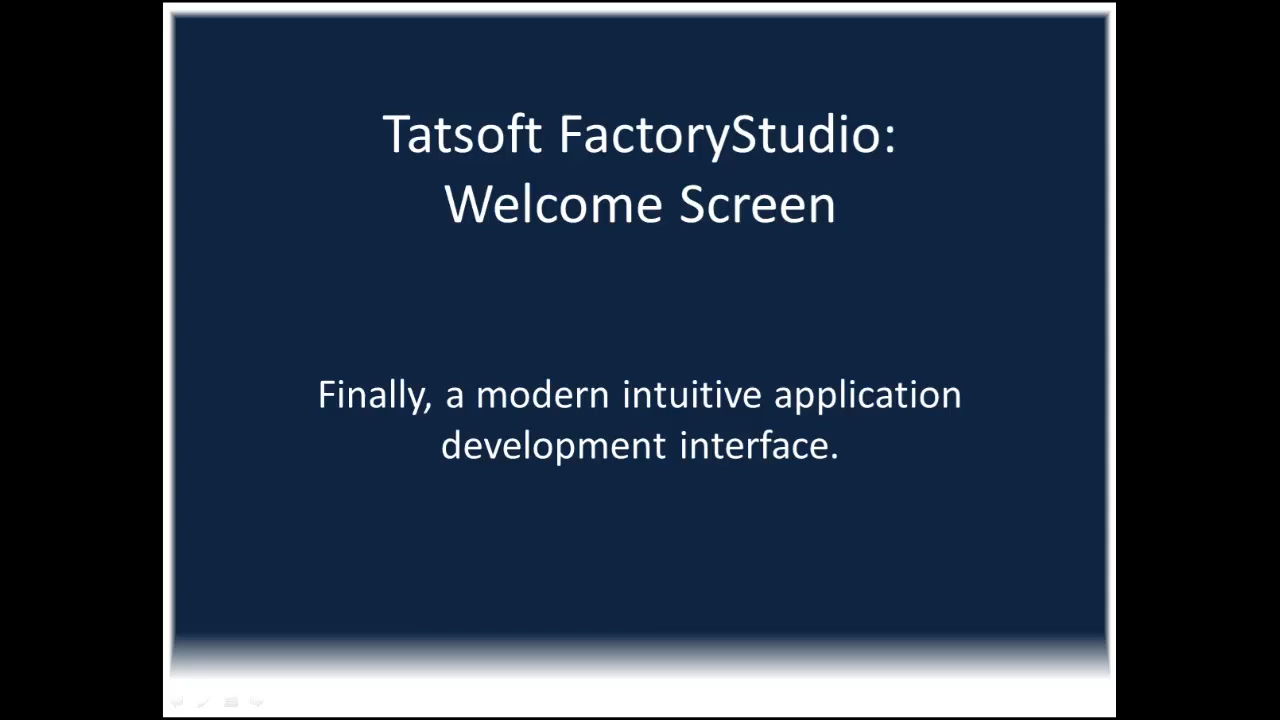 Tatsoft FactoryStudio:
Welcome Screen
Finally, a modern intuitive application
development interface.